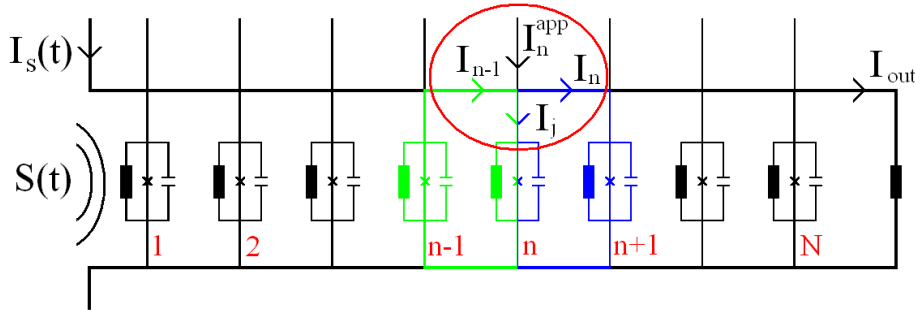 I_s(t)
I_n^app
I_n-1
I_n
I_out
I_j
S(t)
1 2 n-1 n n+1 N